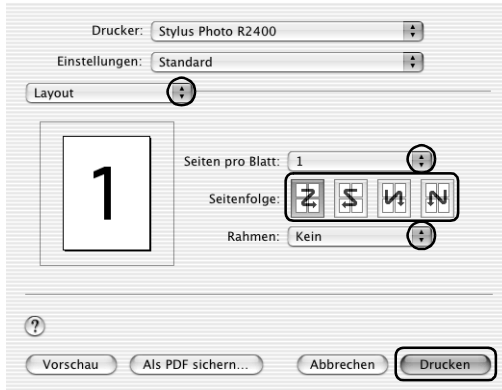 Drucker: Stylus Photo R2400
Einstellungen: Standard
Layout
1
Seiten pro Blatt: 1
Seitenfolge:
Rahmen: Kein
?
Vorschau Als PDF sichern... Abbrechen Drucken